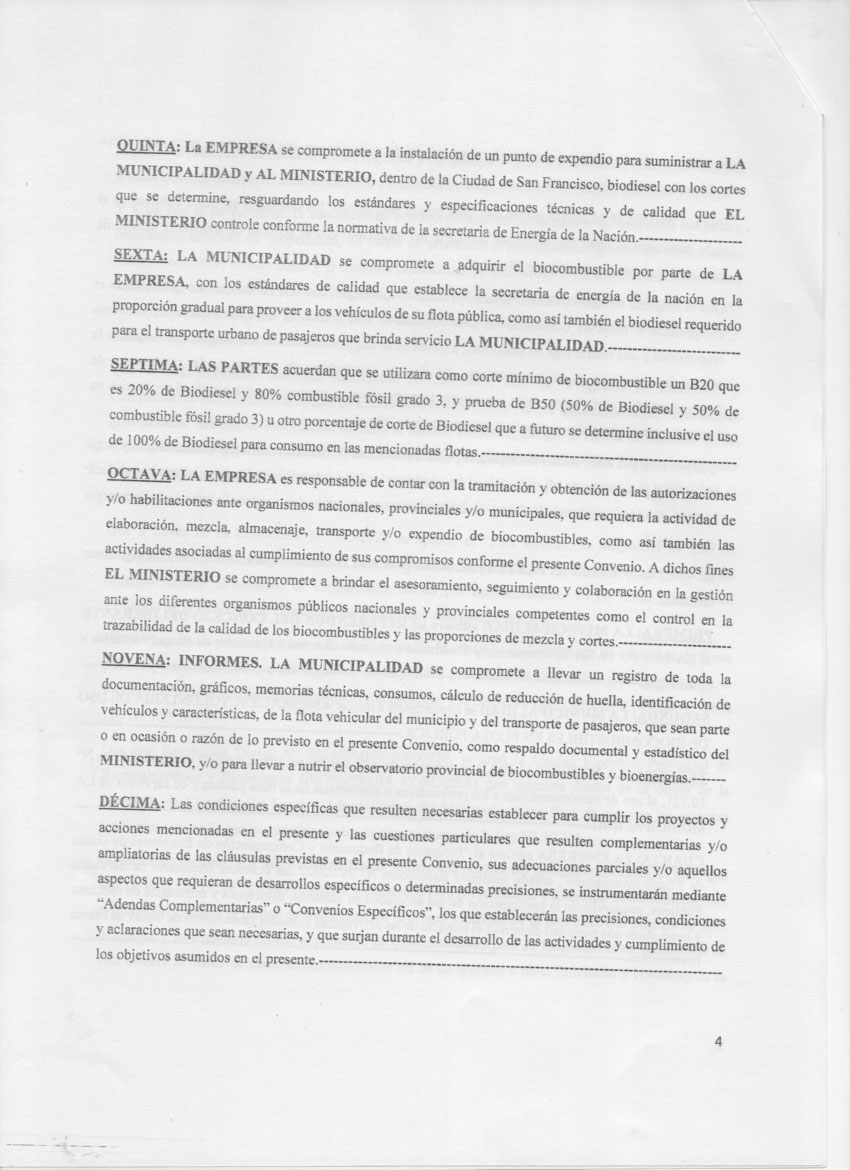 QUINTA: La EMPRESA se compromete a la instalación de un punto de expendio para suministrar a LA
MUNICIPALIDAD y AL MINISTERIO, dentro de la Ciudad de San Francisco, biodiesel con los cortes
que se determine, resguardando los estándares y especificaciones técnicas y de calidad que EL
MINISTERIO controle conforme la normativa de la secretaria de Energía de la Nación.---------------------
SEXTA: LA MUNICIPALIDAD se compromete a adquirir el biocombustible por parte de LA
EMPRESA, con los estándares de calidad que establece la secretaria de energía de la nación en la
proporción gradual para proveer a los vehículos de su flota pública, como así también el biodiesel requerido
para el transporte urbano de pasajeros que brinda servicio LA MUNICIPALIDAD.---------------------------
SEPTIMA: LAS PARTES acuerdan que se utilizara como corte mínimo de biocombustible un B20 que
es 20% de Biodiesel y 80% combustible fósil grado 3, y prueba de B50 (50% de Biodiesel y 50% de
combustible fósil grado 3) u otro porcentaje de corte de Biodiesel que a futuro se determine inclusive el uso
de 100% de Biodiesel para consumo en las mencionadas flotas.----------------------------------------------------
OCTAVA: LA EMPRESA es responsable de contar con la tramitación y obtención de las autorizaciones
y/o habilitaciones ante organismos nacionales, provinciales y/o municipales, que requiera la actividad de
elaboración, mezcla, almacenaje, transporte y/o expendio de biocombustibles, como así también las
actividades asociadas al cumplimiento de sus compromisos conforme el presente Convenio. A dichos fines
EL MINISTERIO se compromete a brindar el asesoramiento, seguimiento y colaboración en la gestión
ante los diferentes organismos públicos nacionales y provinciales competentes como el control en la
trazabilidad de la calidad de los biocombustibles y las proporciones de mezcla y cortes.-----------------------
NOVENA: INFORMES. LA MUNICIPALIDAD se compromete a llevar un registro de toda la
documentación, gráficos, memorias técnicas, consumos, cálculo de reducción de huella, identificación de
vehículos y características, de la flota vehicular del municipio y del transporte de pasajeros, que sean parte
o en ocasión o razón de lo previsto en el presente Convenio, como respaldo documental y estadístico del
MINISTERIO, y/o para llevar a nutrir el observatorio provincial de biocombustibles y bioenergías.-------
DÉCIMA: Las condiciones específicas que resulten necesarias establecer para cumplir los proyectos y
acciones mencionadas en el presente y las cuestiones particulares que resulten complementarias y/o
ampliatorias de las cláusulas previstas en el presente Convenio, sus adecuaciones parciales y/o aquellos
aspectos que requieran de desarrollos específicos o determinadas precisiones, se instrumentarán mediante
“Adendas Complementarias” o “Convenios Específicos”, los que establecerán las precisiones, condiciones
y aclaraciones que sean necesarias, y que surjan durante el desarrollo de las actividades y cumplimiento de
los objetivos asumidos en el presente.---------------------------------------------------------------------------------
4